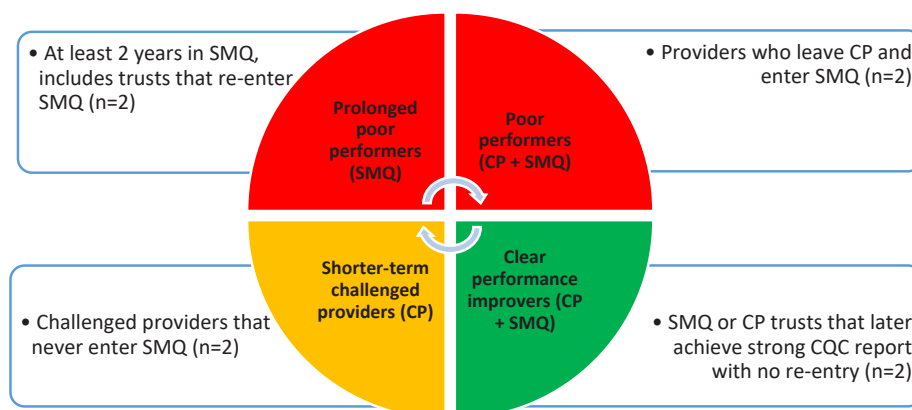 • At least 2 years in SMQ,
includes trusts that re-enter
SMQ (n=2)
• Providers who leave CP and
enter SMQ (n=2)
Prolonged
poor
performers
(SMQ)
Poor
performers
(CP + SMQ)
Shorter-term
challenged
providers (CP)
Clear
performance
improvers (CP
+ SMQ)
• Challenged providers that
never enter SMQ (n=2)
• SMQ or CP trusts that later
achieve strong CQC report
with no re-entry (n=2)